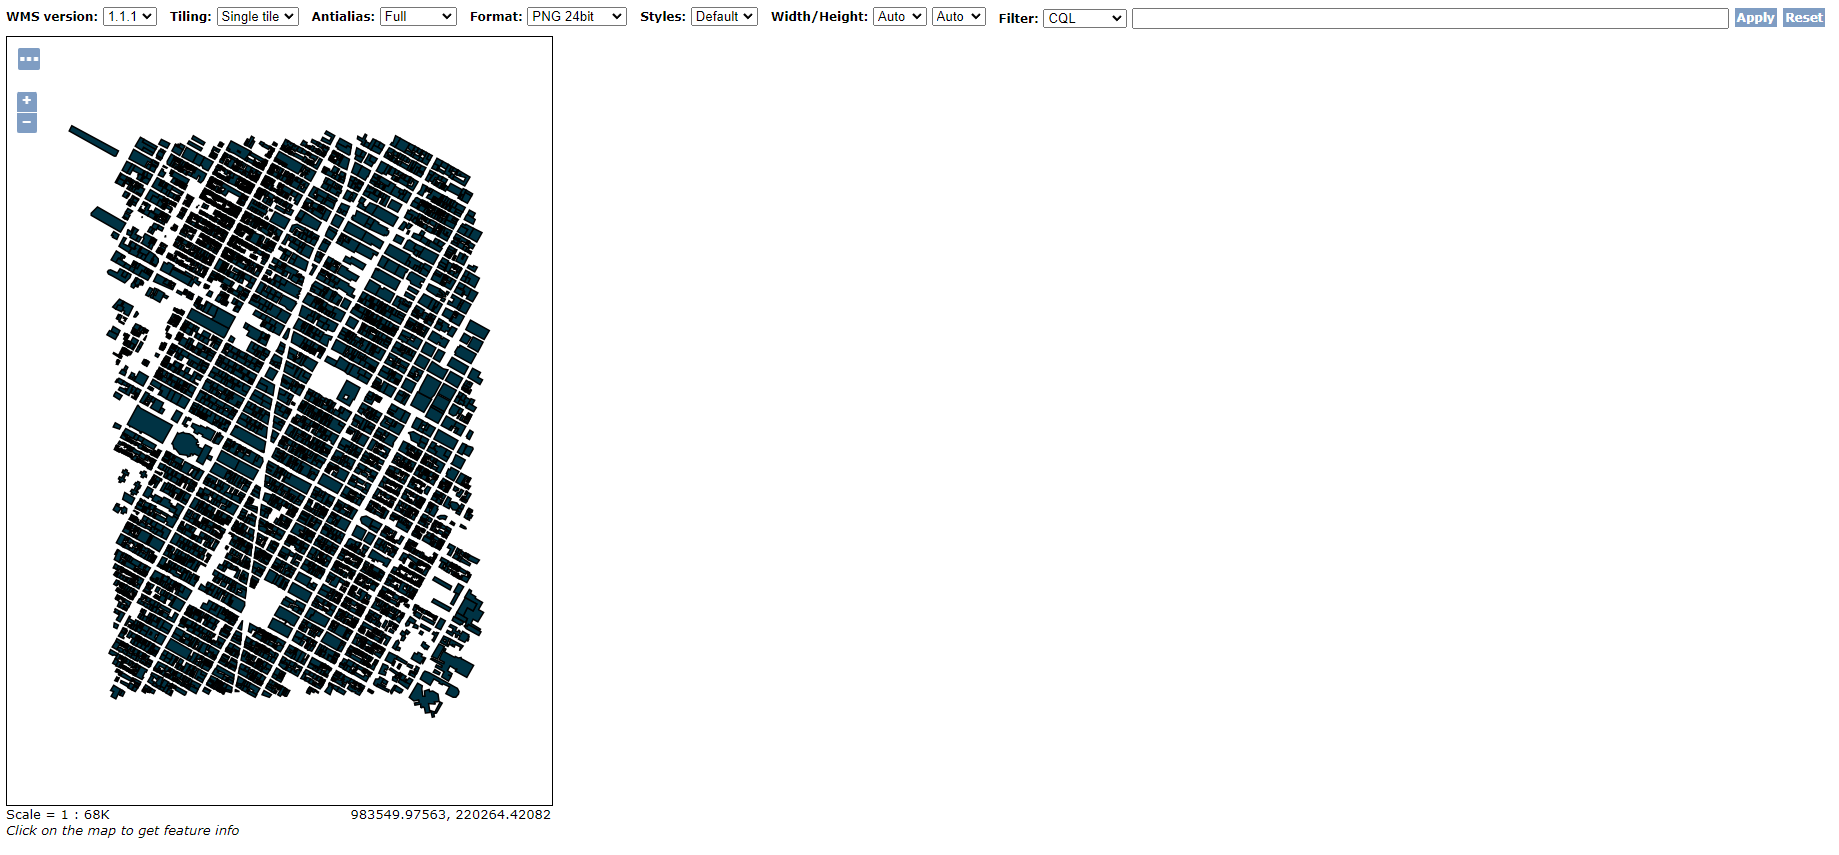 WMS version: 1.1.1 Tiling: Single tile Antialias: Full Format: PNG 24bit Styles: Default Width/Height: Auto Auto Filter: CQL Apply Reset
...
+
−
Scale = 1 : 68K 983549.97563, 220264.42082
Click on the map to get feature info